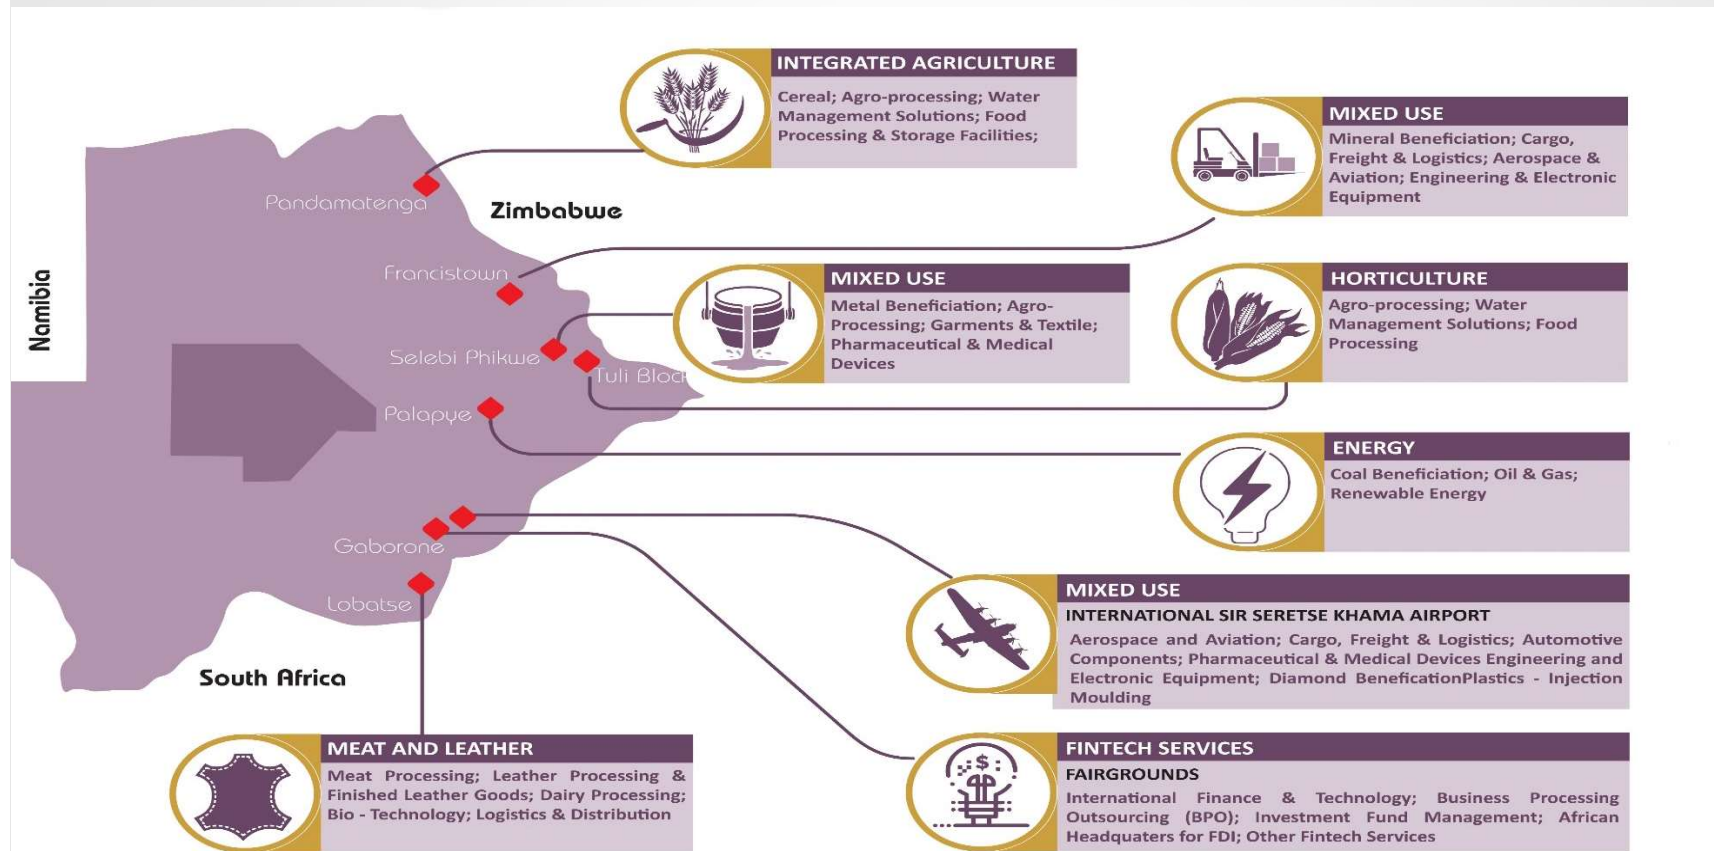 INTEGRATED AGRICULTURE
Cereal; Agro-processing; Water
Management Solutions; Food
Processing & Storage Facilities;
MIXED USE
Mineral Beneficiation; Cargo,
Freight & Logistics; Aerospace &
Aviation; Engineering & Electronic
Equipment
Pandamatenga
Zimbabwe
Namibia
Francistown
MIXED USE
Metal Beneficiation; Agro-
Processing; Garments & Textile;
Pharmaceutical & Medical
Devices
HORTICULTURE
Agro-processing; Water
Management Solutions; Food
Processing
Selebi Phikwe
Tuli Block
Palapye
ENERGY
Coal Beneficiation; Oil & Gas;
Renewable Energy
Gaborone
Lobatse
South Africa
MIXED USE
INTERNATIONAL SIR SERETSE KHAMA AIRPORT
Aerospace and Aviation; Cargo, Freight & Logistics; Automotive
Components; Pharmaceutical & Medical Devices Engineering and
Electronic Equipment; Diamond BeneficationPlastics - Injection
Moulding
MEAT AND LEATHER
Meat Processing; Leather Processing &
Finished Leather Goods; Dairy Processing;
Bio - Technology; Logistics & Distribution
$
FINTECH SERVICES
FAIRGROUNDS
International Finance & Technology; Business Processing
Outsourcing (BPO); Investment Fund Management; African
Headquaters for FDI; Other Fintech Services